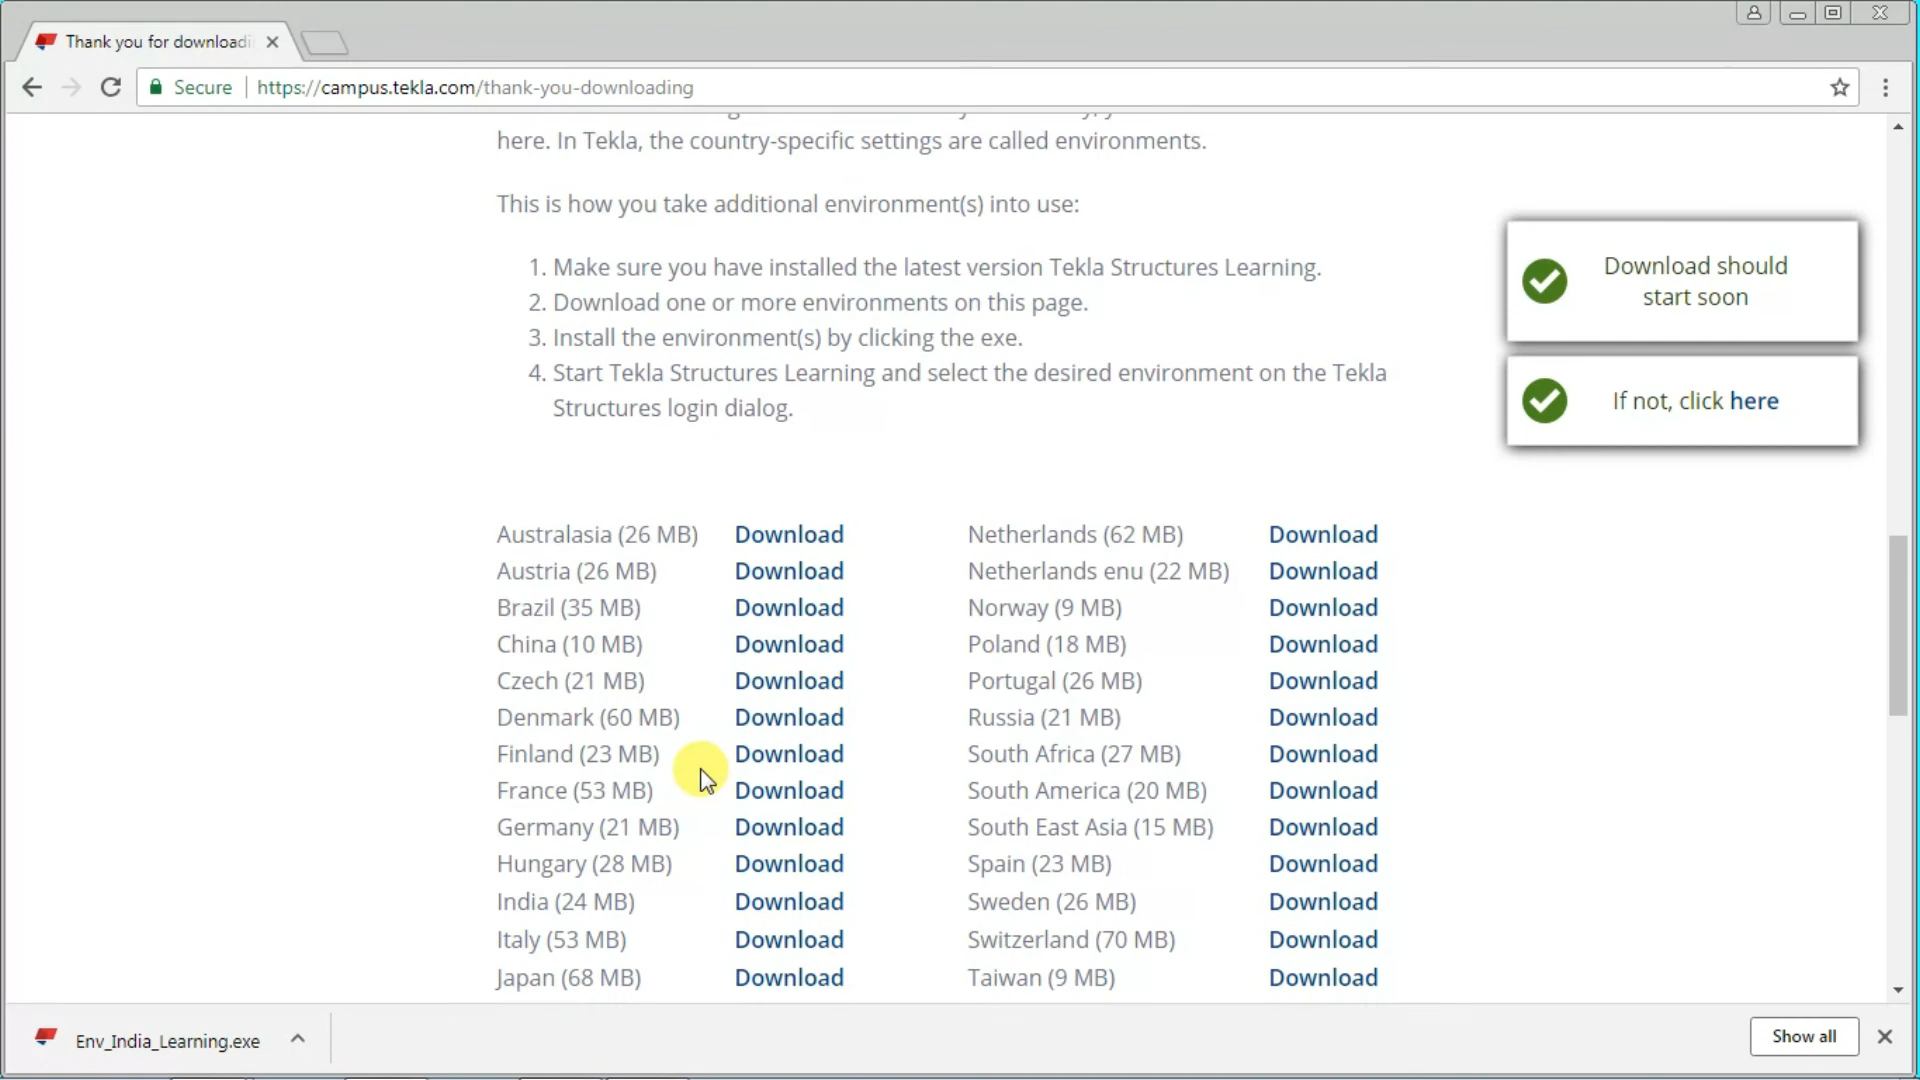 Thank you for downloadi
Secure
https://campus.tekla.com/thank-you-downloading
here. In Tekla, the country-specific settings are called environments.
This is how you take additional environment(s) into use:
1. Make sure you have installed the latest version Tekla Structures Learning.
2. Download one or more environments on this page.
3. Install the environment(s) by clicking the exe.
4. Start Tekla Structures Learning and select the desired environment on the Tekla
Structures login dialog.
Download should
start soon
If not, click here
Australasia (26 MB) Download Netherlands (62 MB) Download
Austria (26 MB) Download Netherlands enu (22 MB) Download
Brazil (35 MB) Download Norway (9 MB) Download
China (10 MB) Download Poland (18 MB) Download
Czech (21 MB) Download Portugal (26 MB) Download
Denmark (60 MB) Download Russia (21 MB) Download
Finland (23 MB) Download South Africa (27 MB) Download
France (53 MB) Download South America (20 MB) Download
Germany (21 MB) Download South East Asia (15 MB) Download
Hungary (28 MB) Download Spain (23 MB) Download
India (24 MB) Download Sweden (26 MB) Download
Italy (53 MB) Download Switzerland (70 MB) Download
Japan (68 MB) Download Taiwan (9 MB) Download
Env_India_Learning.exe
Show all